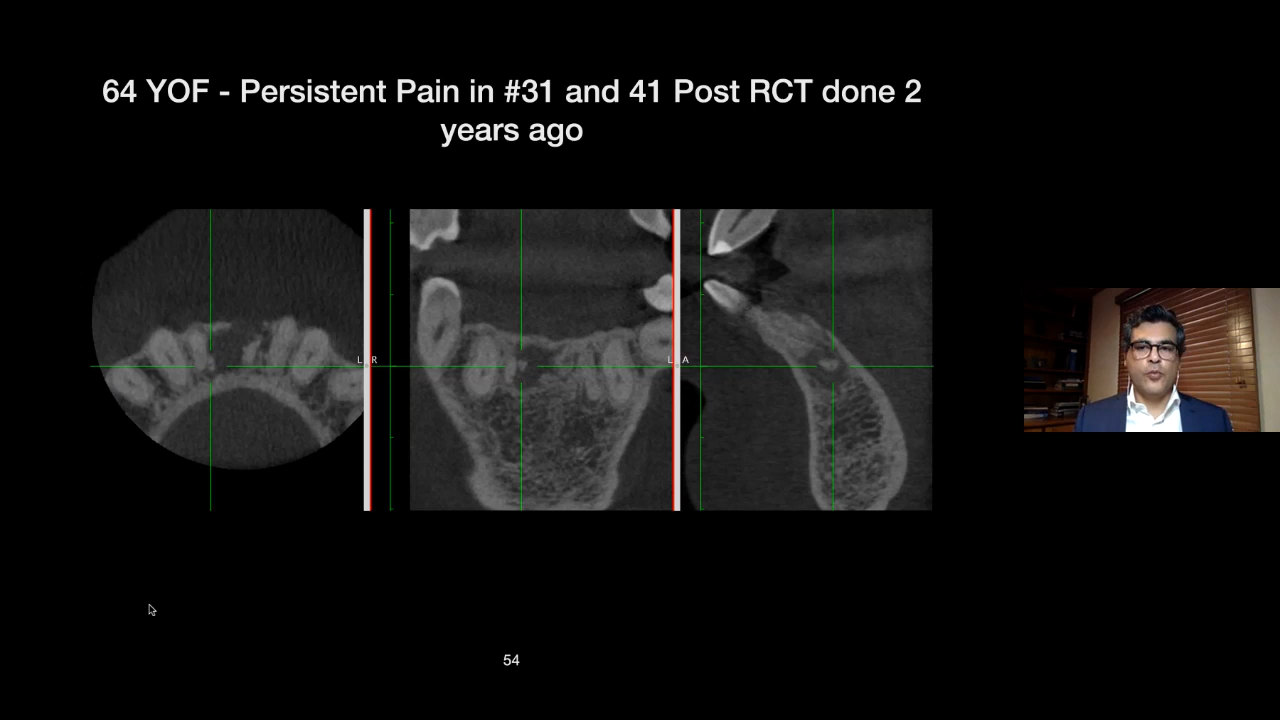 64 YOF - Persistent Pain in #31 and 41 Post RCT done 2
years ago
L R
L A
54